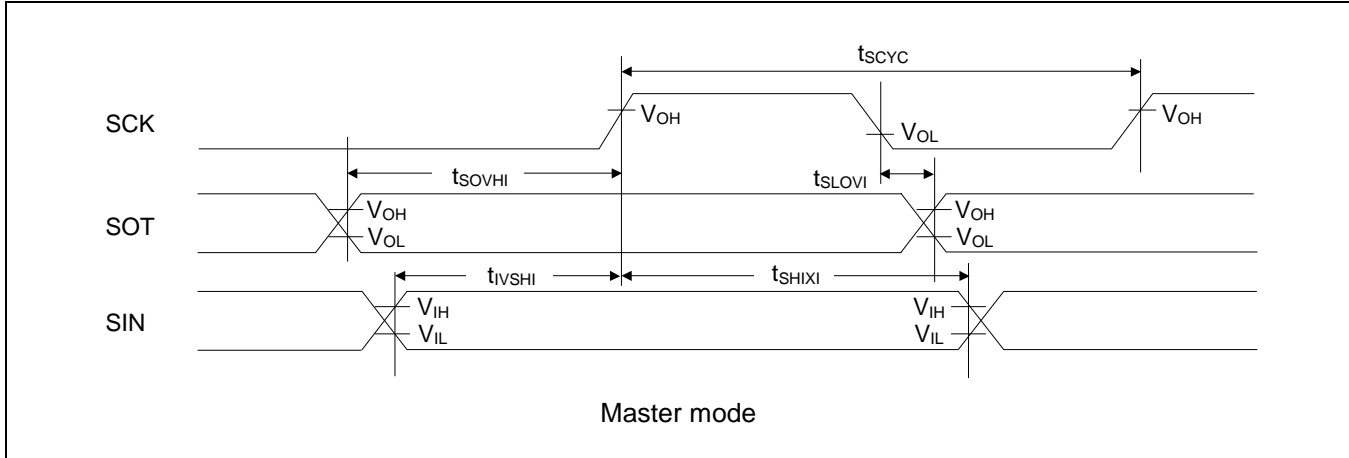 tSCYC
SCK
VOH
VOL
VOH
tSOVHI
tSLOVI
SOT
VOH
VOL
VOH
VOL
tIVSHI
tSHIXI
SIN
VIH
VIL
VIH
VIL
Master mode